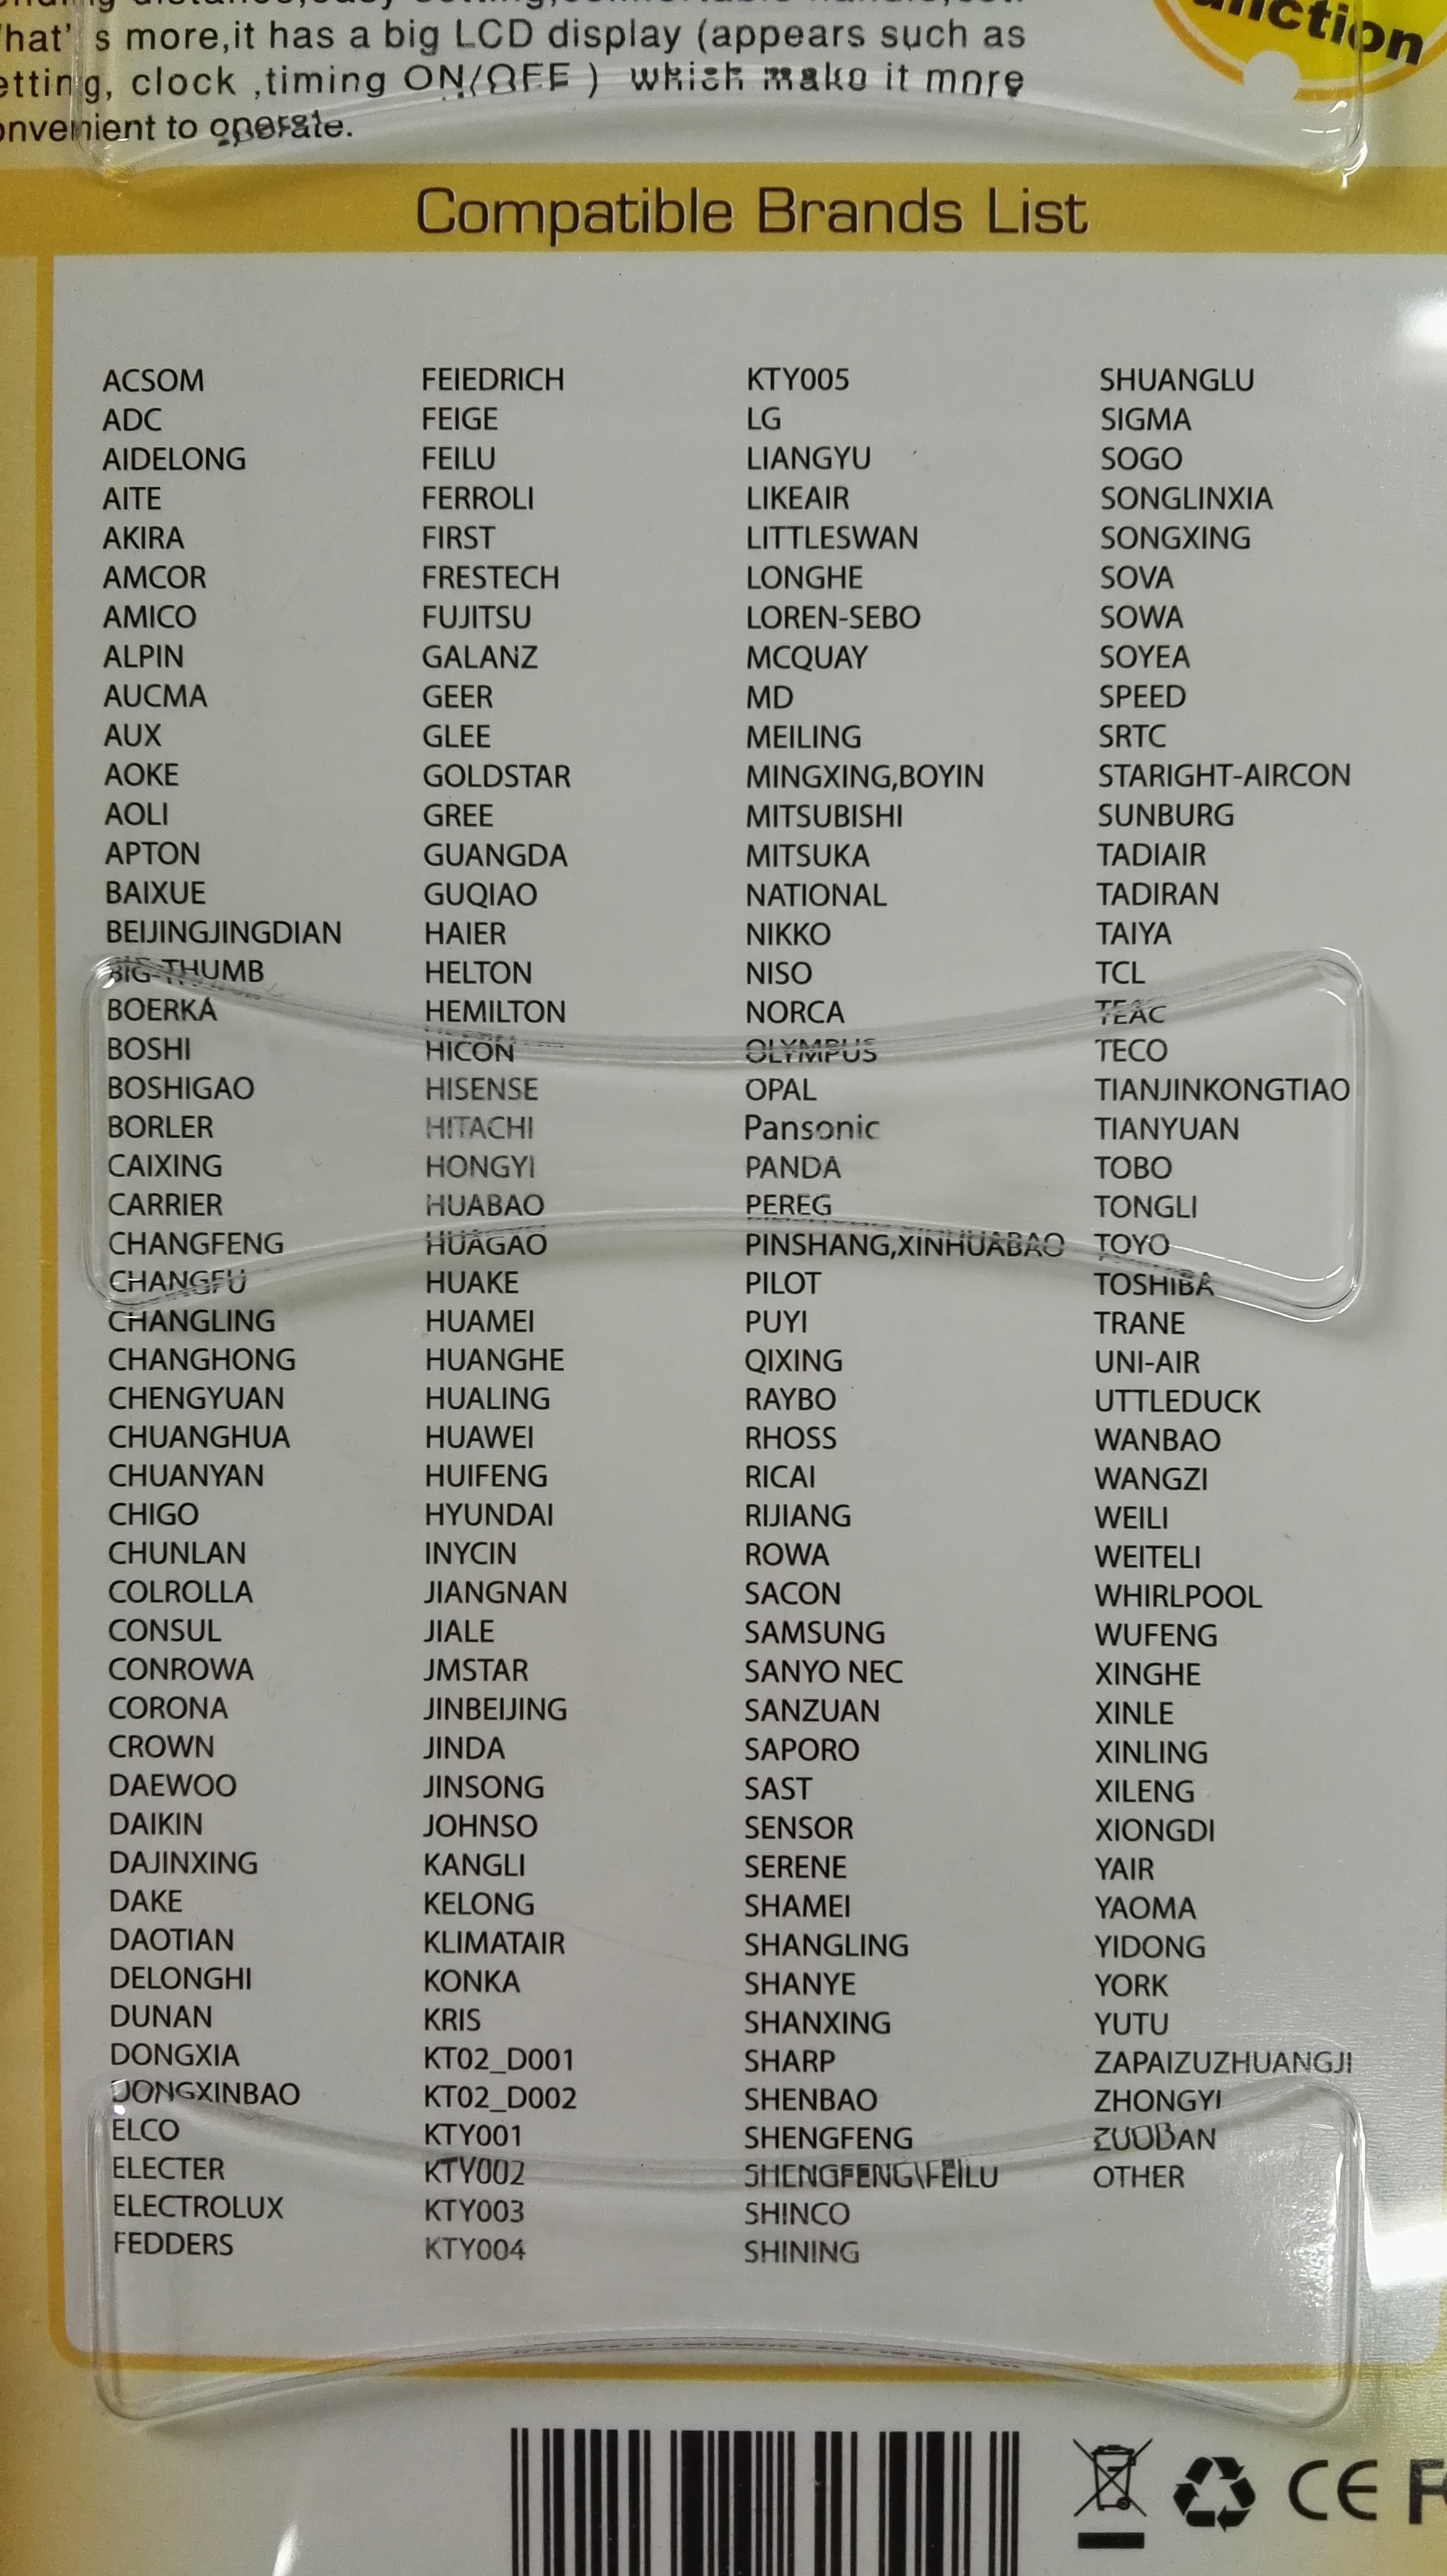 s more,it has a big LCD display (appears such as
clock ,timing ON/OFF ) which make it more
to operate.
Compatible Brands List
ACSOM
ADC
AIDELONG
AITE
AKIRA
AMCOR
AMICO
ALPIN
AUCMA
AUX
AOKE
AOLI
APTON
BAIXUE
BEIJINGJINGDIAN
BIG-THUMB
BOERKA
BOSHI
BOSHIGAO
BORLER
CAIXING
CARRIER
CHANGFENG
CHANGFU
CHANGLING
CHANGHONG
CHENGYUAN
CHUANGHUA
CHUANYAN
CHIGO
CHUNLAN
COLROLLA
CONSUL
CONROWA
CORONA
CROWN
DAEWOO
DAIKIN
DAJINXING
DAKE
DAOTIAN
DELONGHI
DUNAN
DONGXIA
DONGXINBAO
ELCO
ELECTER
ELECTROLUX
FEDDERS
FEIEDRICH
FEIGE
FEILU
FERROLI
FIRST
FRESTECH
FUJITSU
GALANZ
GEER
GLEE
GOLDSTAR
GREE
GUANGDA
GUQIAO
HAIER
HELTON
HEMILTON
HICON
HISENSE
HITACHI
HONGYI
HUABAO
HUAGAO
HUAKE
HUAMEI
HUANGHE
HUALING
HUAWEI
HUIFENG
HYUNDAI
INYCIN
JIANGNAN
JIALE
JMSTAR
JINBEIJING
JINDA
JINSONG
JOHNSO
KANGLI
KELONG
KLIMATAIR
KONKA
KRIS
KT02_D001
KT02_D002
KTY001
KTY002
KTY003
KTY004
KTY005
LG
LIANGYU
LIKEAIR
LITTLESWAN
LONGHE
LOREN-SEBO
MCQUAY
MD
MEILING
MINGXING,BOYIN
MITSUBISHI
MITSUKA
NATIONAL
NIKKO
NISO
NORCA
OLYMPUS
OPAL
Pansonic
PANDA
PEREG
PINSHANG,XINHUABAO
PILOT
PUYI
QIXING
RAYBO
RHOSS
RICAI
RIJIANG
ROWA
SACON
SAMSUNG
SANYO NEC
SANZUAN
SAPORO
SAST
SENSOR
SERENE
SHAMEI
SHANGLING
SHANYE
SHANXING
SHARP
SHENBAO
SHENGFENG
SHENGFENG\FEILU
SHINCO
SHINING
SHUANGLU
SIGMA
SOGO
SONGLINXIA
SONGXING
SOVA
SOWA
SOYEA
SPEED
SRTC
STARIGHT-AIRCON
SUNBURG
TADIAIR
TADIRAN
TAIYA
TCL
TEAC
TECO
TIANJINKONGTIAO
TIANYUAN
TOBO
TONGLI
TOYO
TOSHIBA
TRANE
UNI-AIR
UTTLEDUCK
WANBAO
WANGZI
WEILI
WEITELI
WHIRLPOOL
WUFENG
XINGHE
XINLE
XINLING
XILENG
XIONGDI
YAIR
YAOMA
YIDONG
YORK
YUTU
ZAPAIZUZHUANGJI
ZHONGYI
ZUODAN
OTHER
CE